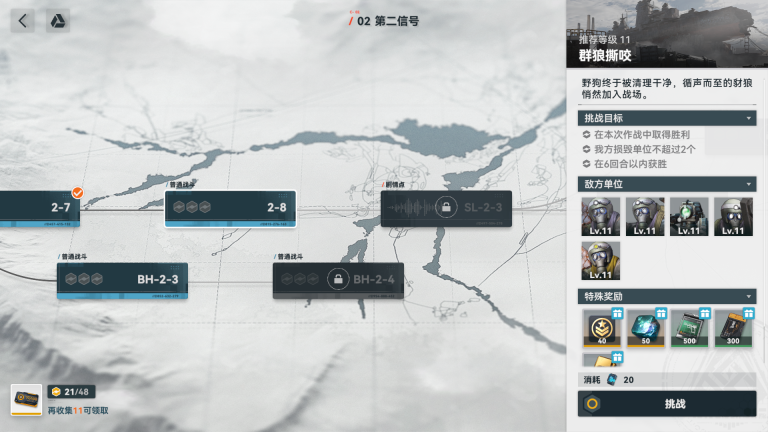 02 第二信号
推荐等级 11
群狼撕咬
野狗终于被清理干净，循声而至的豺狼
悄然加入战场。
挑战目标
在本次作战中取得胜利
我方损毁单位不超过2个
在6回合以内获胜
敌方单位
Lv.11
Lv.11
Lv.11
Lv.11
Lv.11
特殊奖励
40
50
500
300
消耗 20
挑战
2-7
普通战斗
2-8
剧情点
SL-2-3
普通战斗
BH-2-3
普通战斗
BH-2-4
21/48
再收集11可领取